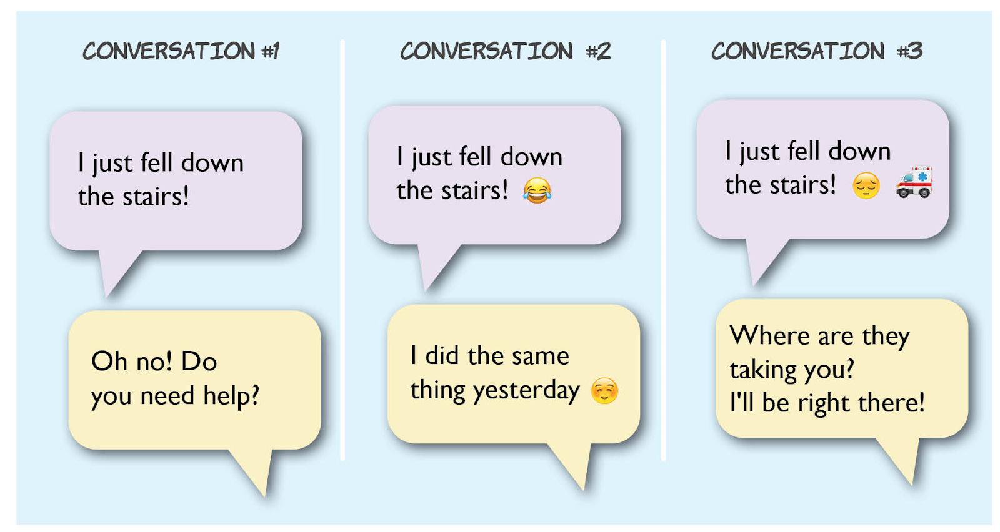 CONVERSATION #1
I just fell down
the stairs!
Oh no! Do
you need help?
CONVERSATION #2
I just fell down
the stairs! 😂
I did the same
thing yesterday ☺️
CONVERSATION #3
I just fell down
the stairs! 😔 🚑
Where are they
taking you?
I'll be right there!